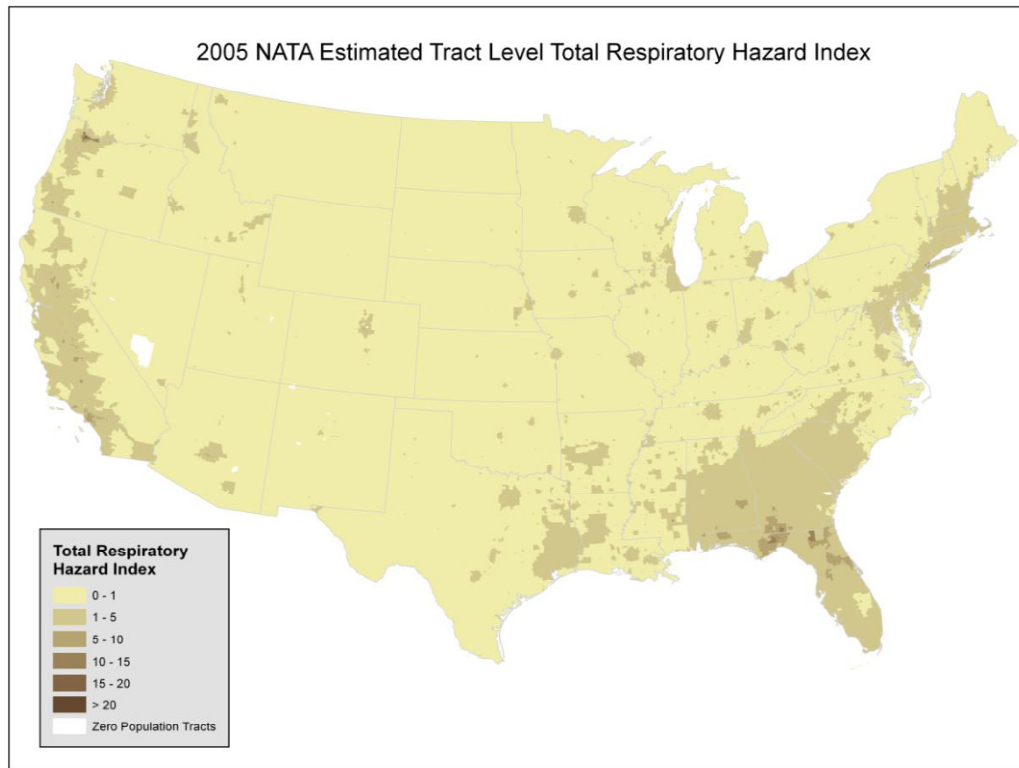 2005 NATA Estimated Tract Level Total Respiratory Hazard Index
Total Respiratory
Hazard Index
0 - 1
1 - 5
5 - 10
10 - 15
15 - 20
> 20
Zero Population Tracts